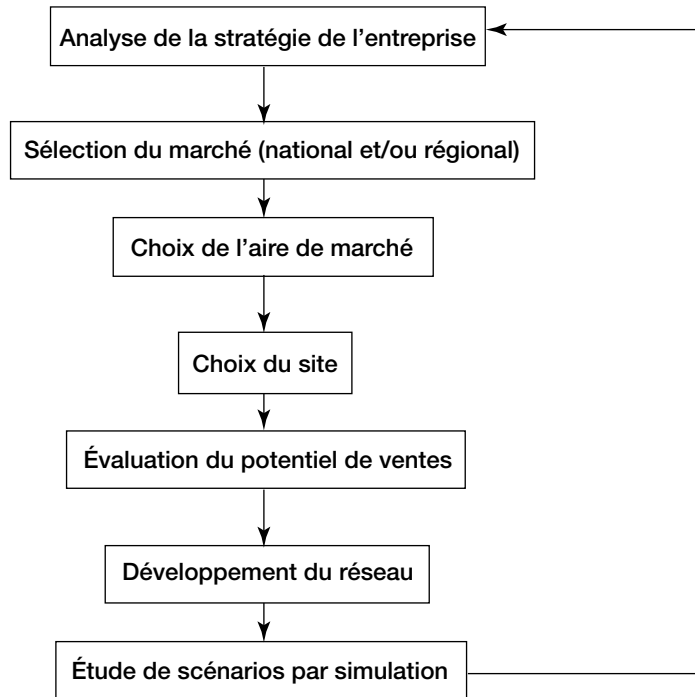 Analyse de la stratégie de l’entreprise
Sélection du marché (national et/ou régional)
Choix de l’aire de marché
Choix du site
Évaluation du potentiel de ventes
Développement du réseau
Étude de scénarios par simulation